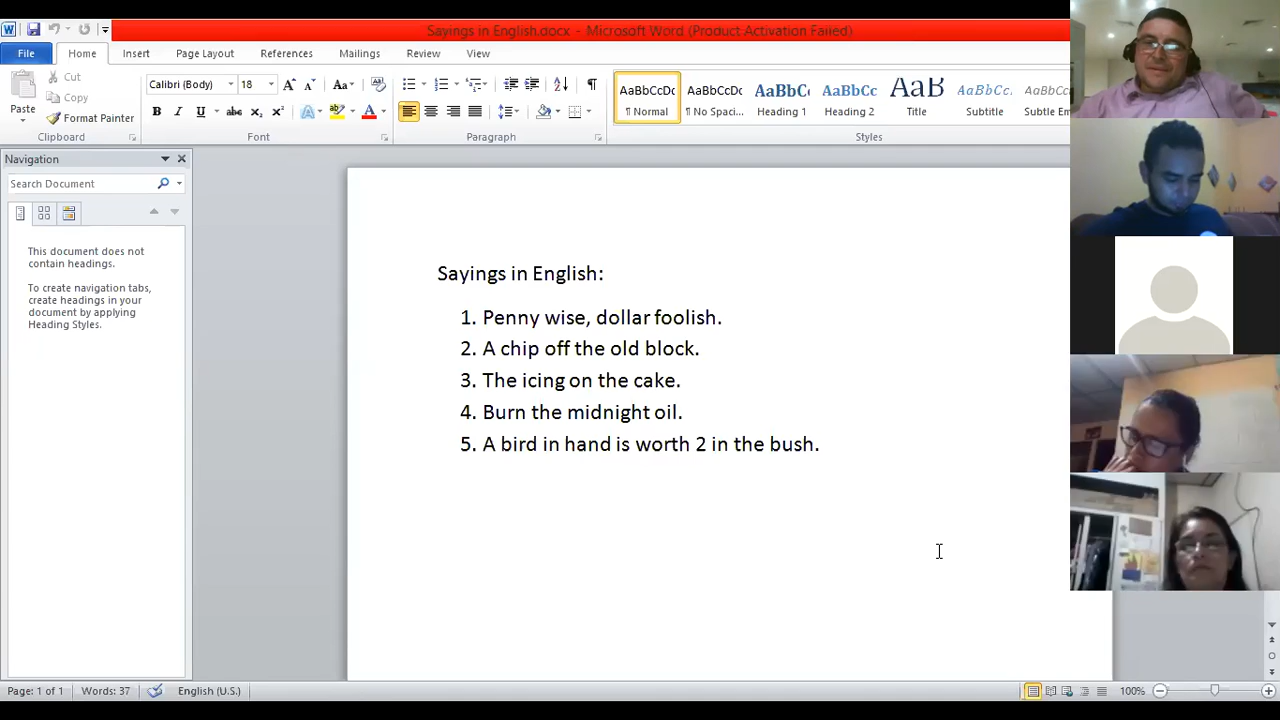 Sayings in English.docx - Microsoft Word (Product Activation Failed)
File Home Insert Page Layout References Mailings Review View
Paste
Cut
Copy
Format Painter
Clipboard
Calibri (Body) 18
Font
Paragraph
AaBbCcDc AaBbCcDc AaBbC AaBbCc AaB AaBbCc. AaBbCc
¶ Normal ¶ No Spaci... Heading 1 Heading 2 Title Subtitle Subtle Em
Styles
Navigation
Search Document
This document does not
contain headings.
To create navigation tabs,
create headings in your
document by applying
Heading Styles.
Sayings in English:
1. Penny wise, dollar foolish.
2. A chip off the old block.
3. The icing on the cake.
4. Burn the midnight oil.
5. A bird in hand is worth 2 in the bush.
Page: 1 of 1 Words: 37 English (U.S.) 100%